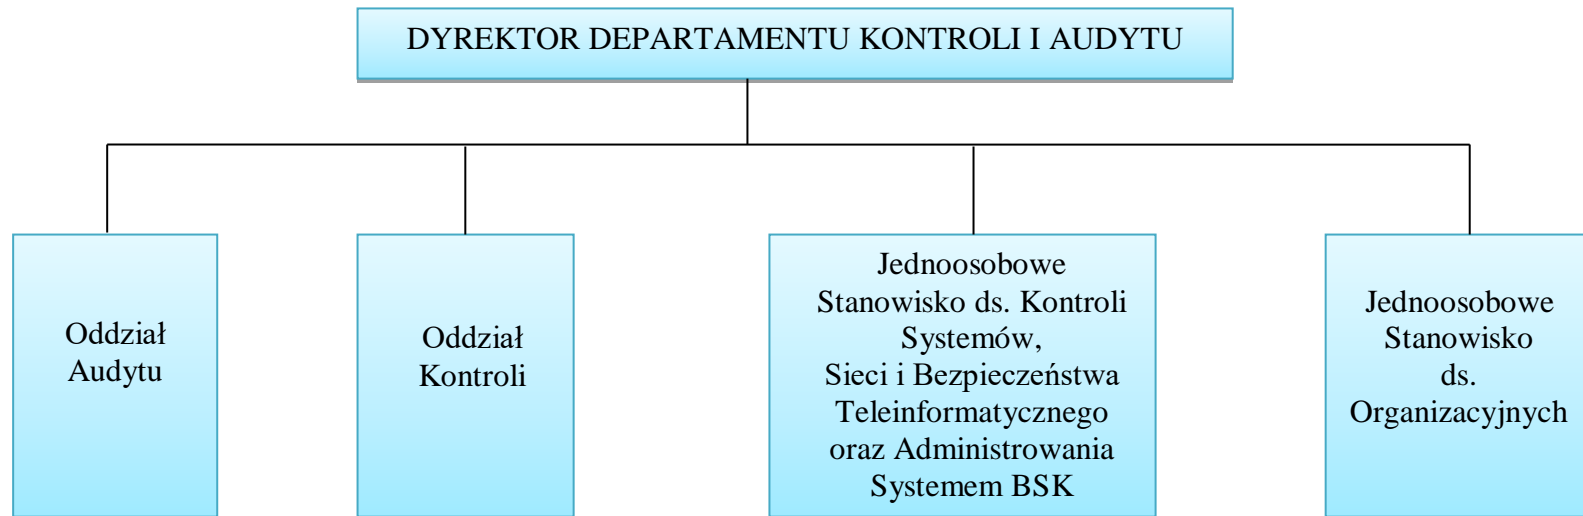 DYREKTOR DEPARTAMENTU KONTROLI I AUDYTU
Oddział
Audytu
Oddział
Kontroli
Jednoosobowe
Stanowisko ds. Kontroli
Systemów,
Sieci i Bezpieczeństwa
Teleinformatycznego
oraz Administrowania
Systemem BSK
Jednoosobowe
Stanowisko
ds.
Organizacyjnych